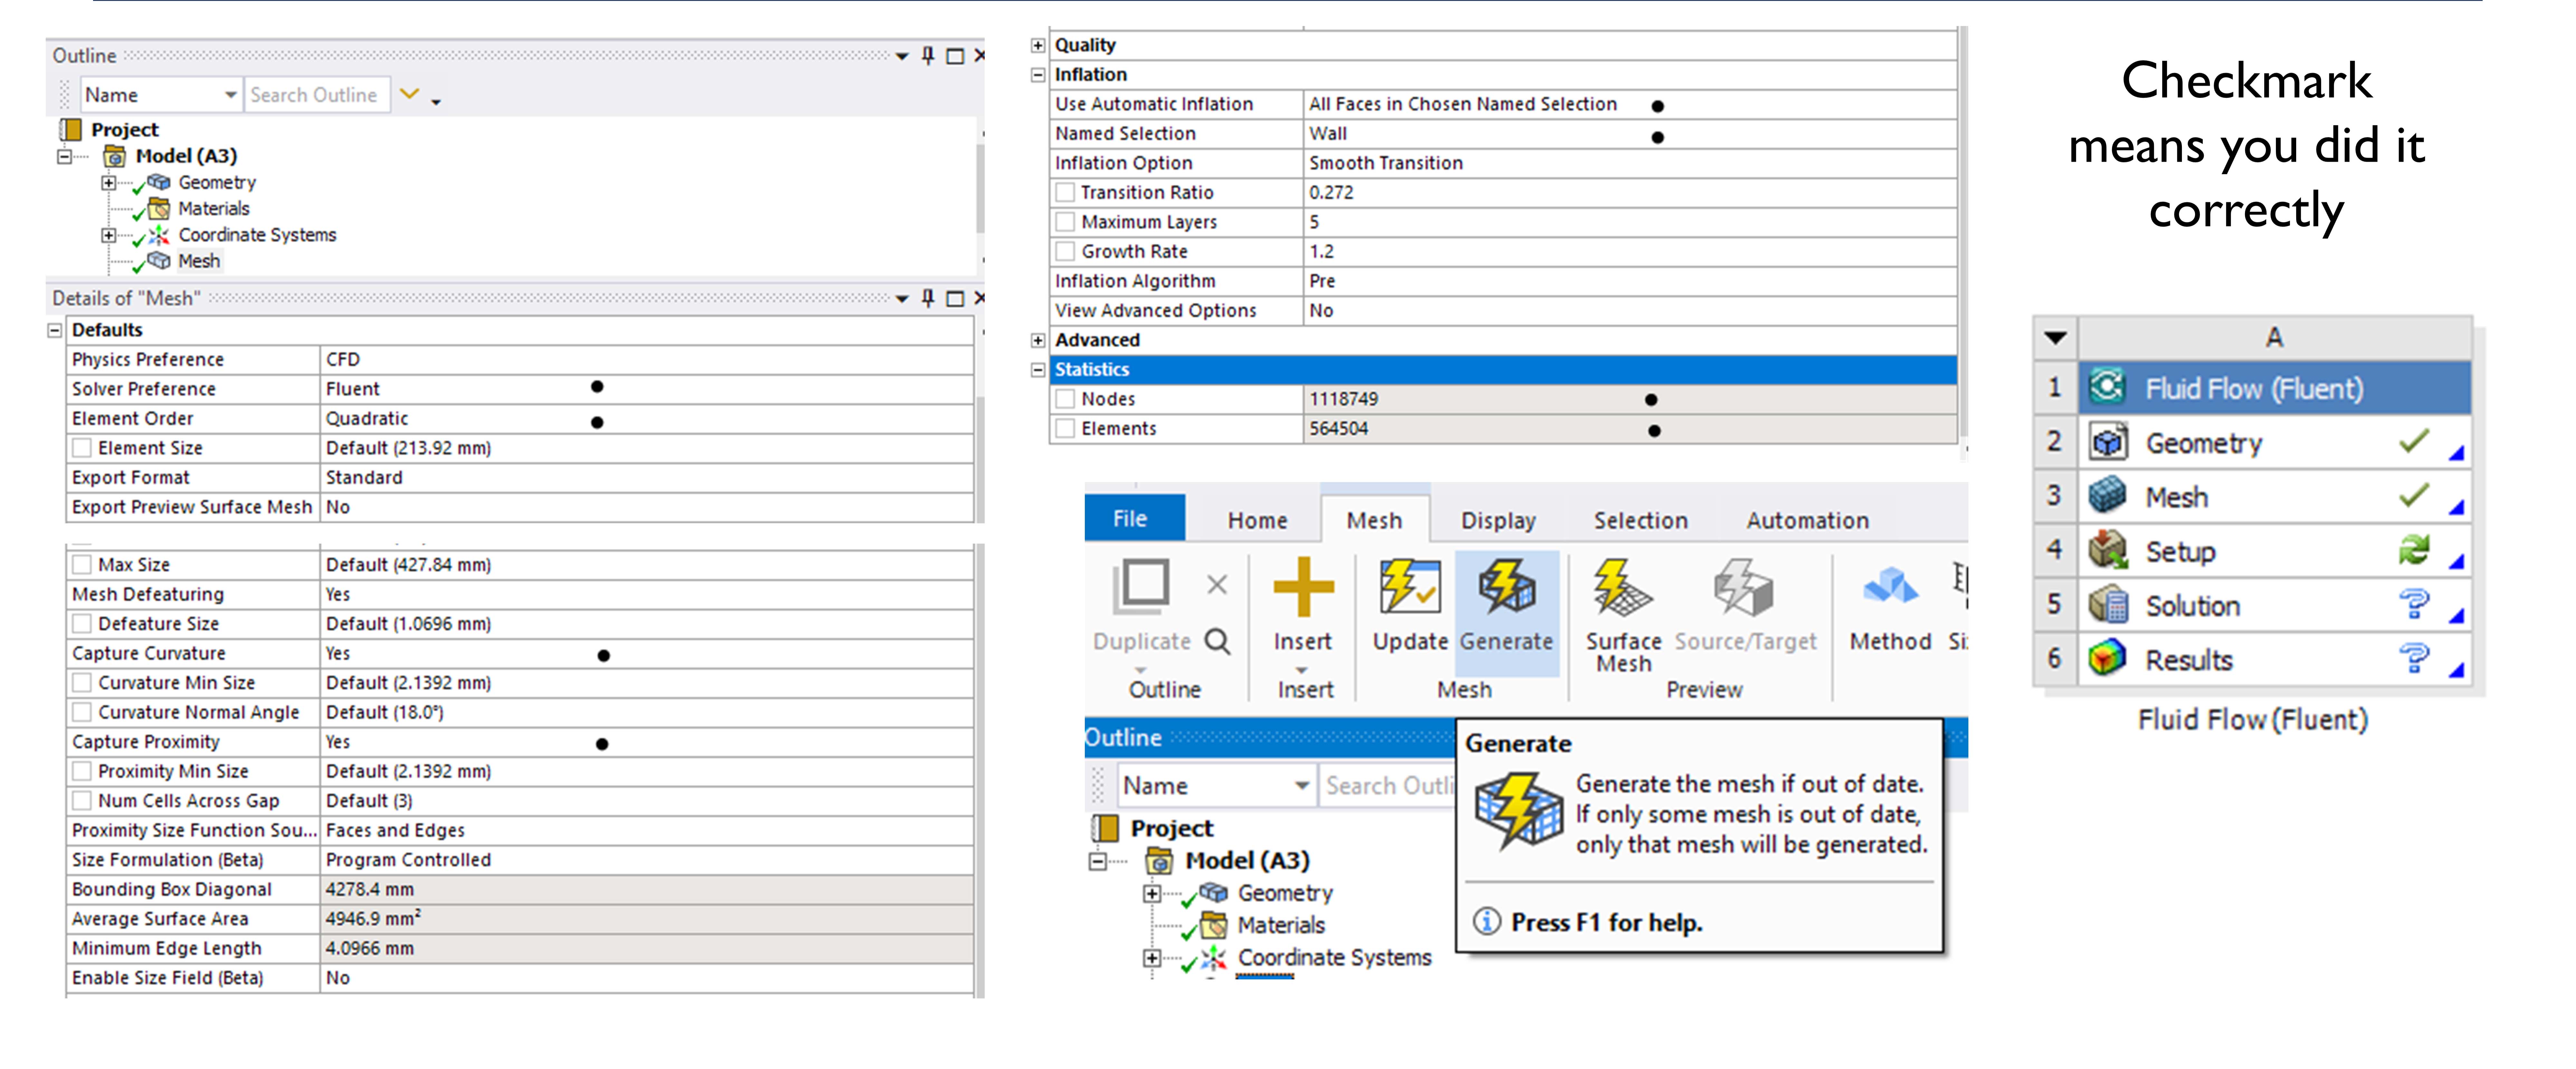 Outline
Name Search Outline
Project
Model (A3)
Geometry
Materials
Coordinate Systems
Mesh
Details of "Mesh"
Defaults
Physics Preference CFD
Solver Preference Fluent
Element Order Quadratic
Element Size Default (213.92 mm)
Export Format Standard
Export Preview Surface Mesh No
Max Size Default (427.84 mm)
Mesh Defeaturing Yes
Defeature Size Default (1.0696 mm)
Capture Curvature Yes
Curvature Min Size Default (2.1392 mm)
Curvature Normal Angle Default (18.0°)
Capture Proximity Yes
Proximity Min Size Default (2.1392 mm)
Num Cells Across Gap Default (3)
Proximity Size Function Sou... Faces and Edges
Size Formulation (Beta) Program Controlled
Bounding Box Diagonal 4278.4 mm
Average Surface Area 4946.9 mm²
Minimum Edge Length 4.0966 mm
Enable Size Field (Beta) No
Quality
Inflation
Use Automatic Inflation All Faces in Chosen Named Selection
Named Selection Wall
Inflation Option Smooth Transition
Transition Ratio 0.272
Maximum Layers 5
Growth Rate 1.2
Inflation Algorithm Pre
View Advanced Options No
Advanced
Statistics
Nodes 1118749
Elements 564504
File Home Mesh Display Selection Automation
Duplicate Insert Update Generate Surface Mesh Source/Target Method Si
Outline Insert Mesh Preview
Outline
Name Search Outli
Project
Model (A3)
Geometry
Materials
Coordinate Systems
Generate
Generate the mesh if out of date.
If only some mesh is out of date,
only that mesh will be generated.
Press F1 for help.
Checkmark
means you did it
correctly
A
1 Fluid Flow (Fluent)
2 Geometry
3 Mesh
4 Setup
5 Solution ?
6 Results ?
Fluid Flow (Fluent)